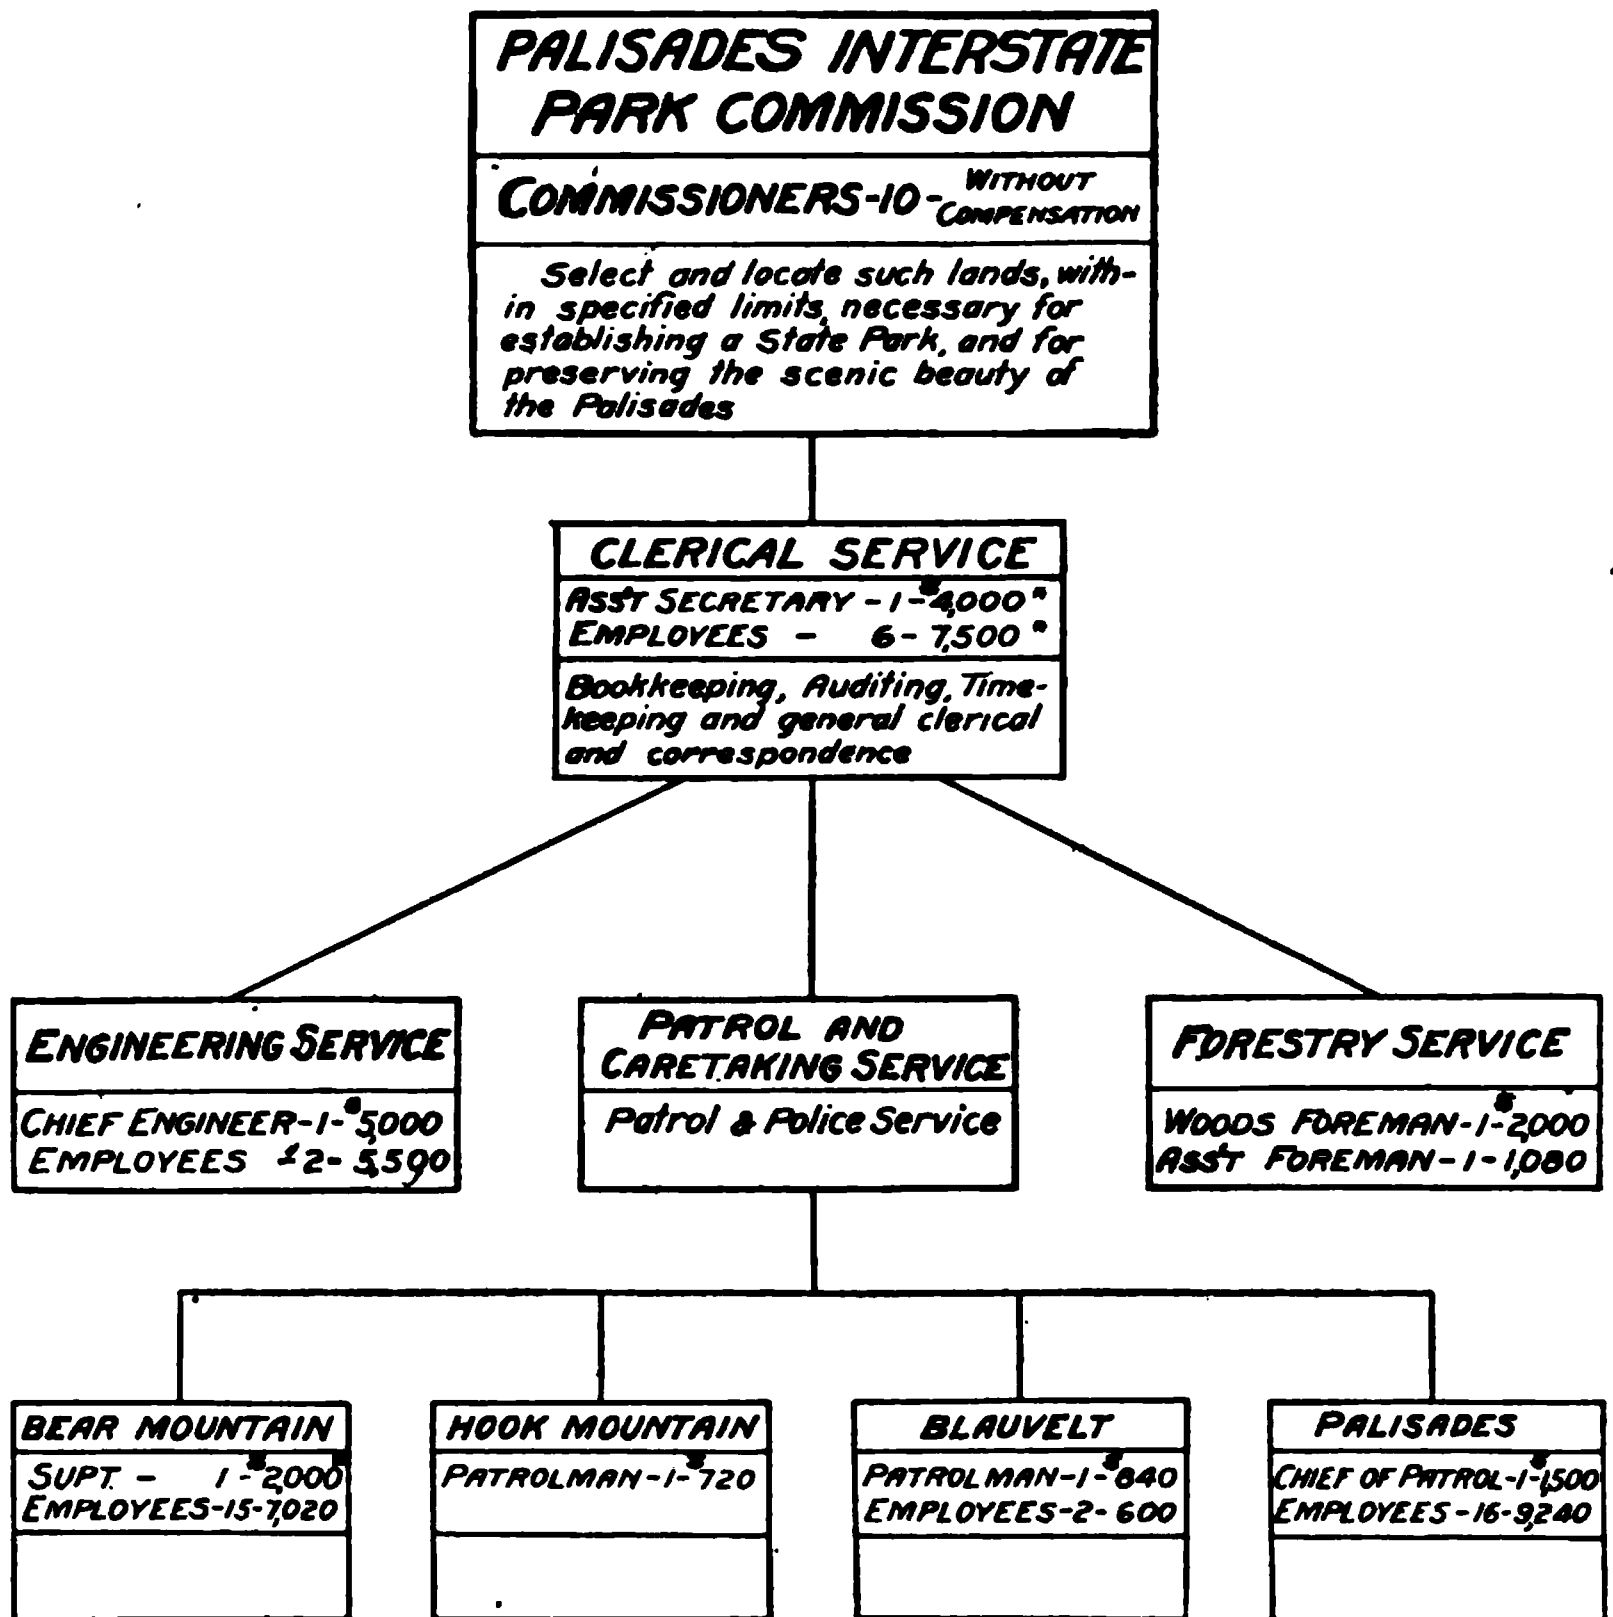 PALISADES INTERSTATE
PARK COMMISSION
COMMISSIONERS-10- WITHOUT COMPENSATION
Select and locate such lands, with-
in specified limits, necessary for
establishing a State Park, and for
preserving the scenic beauty of
the Palisades
CLERICAL SERVICE
ASS'T SECRETARY - 1 - $4,000*
EMPLOYEES - 6 - 7,500*
Bookkeeping, Auditing, Time-
keeping and general clerical
and correspondence
ENGINEERING SERVICE
CHIEF ENGINEER-1-$5,000
EMPLOYEES 2-5,590
PATROL AND
CARETAKING SERVICE
Patrol & Police Service
FORESTRY SERVICE
WOODS FOREMAN-1-$2,000
ASS'T FOREMAN-1-1,080
BEAR MOUNTAIN
SUPT. - 1-$2,000
EMPLOYEES-15-7,020
HOOK MOUNTAIN
PATROLMAN-1-$720
BLAUVELT
PATROLMAN-1-$840
EMPLOYEES-2-600
PALISADES
CHIEF OF PATROL-1-$1,500
EMPLOYEES-16-9,240